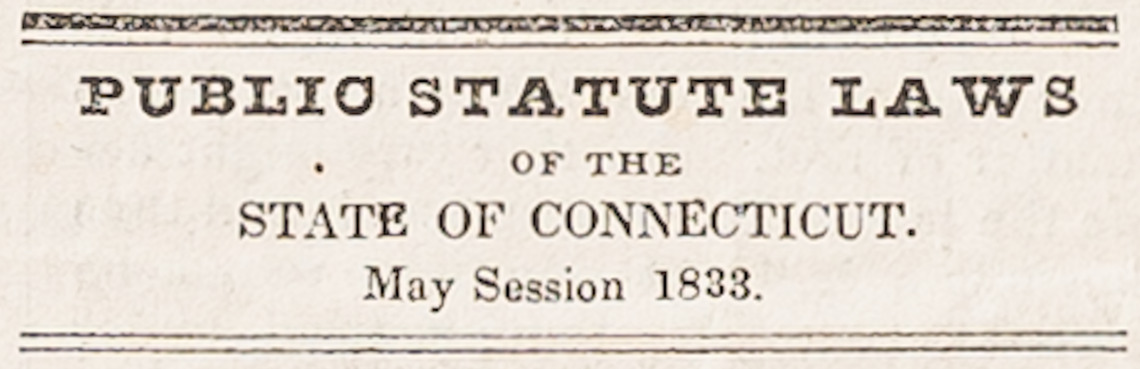 PUBLIC STATUTE LAWS
OF THE
STATE OF CONNECTICUT.
May Session 1833.